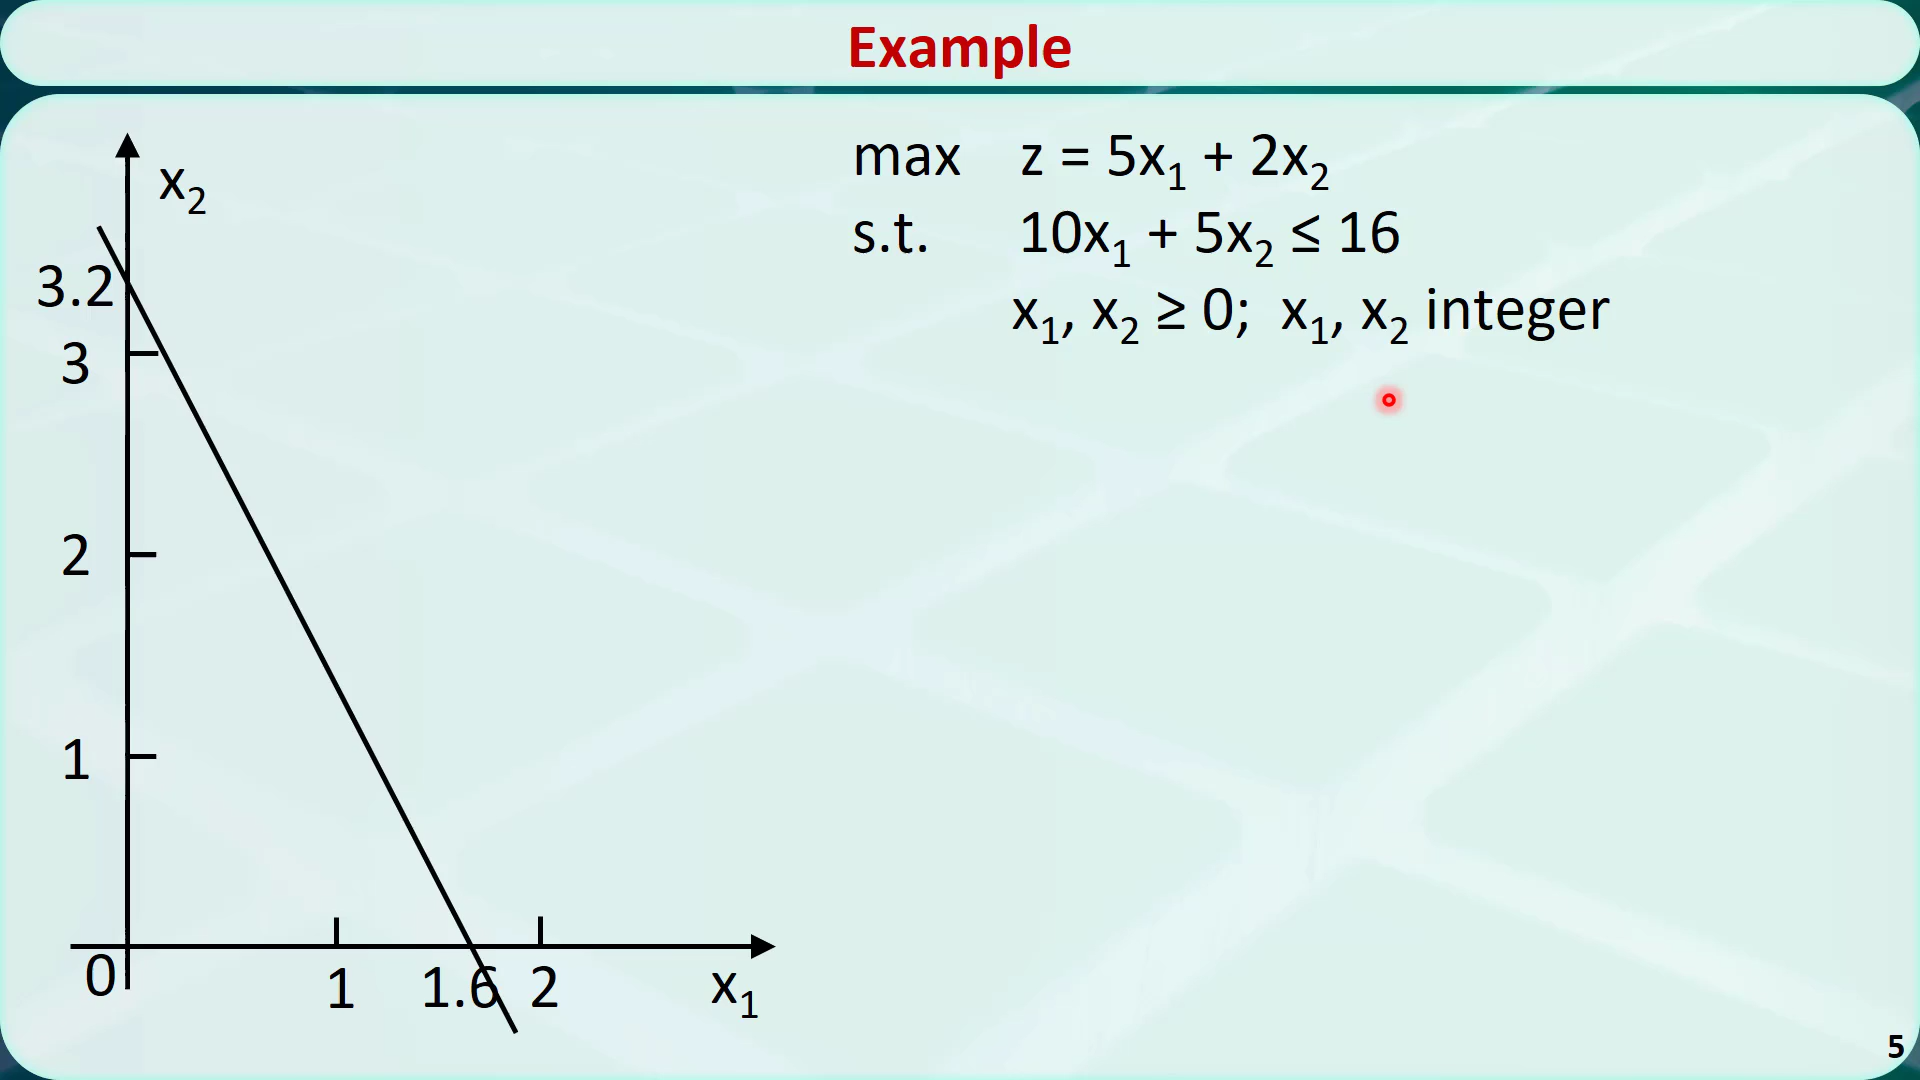 Example
max z = 5x₁ + 2x₂
s.t. 10x₁ + 5x₂ ≤ 16
x₁, x₂ ≥ 0; x₁, x₂ integer
x₂
3.2
3
2
1
0
1 1.6 2 x₁
5